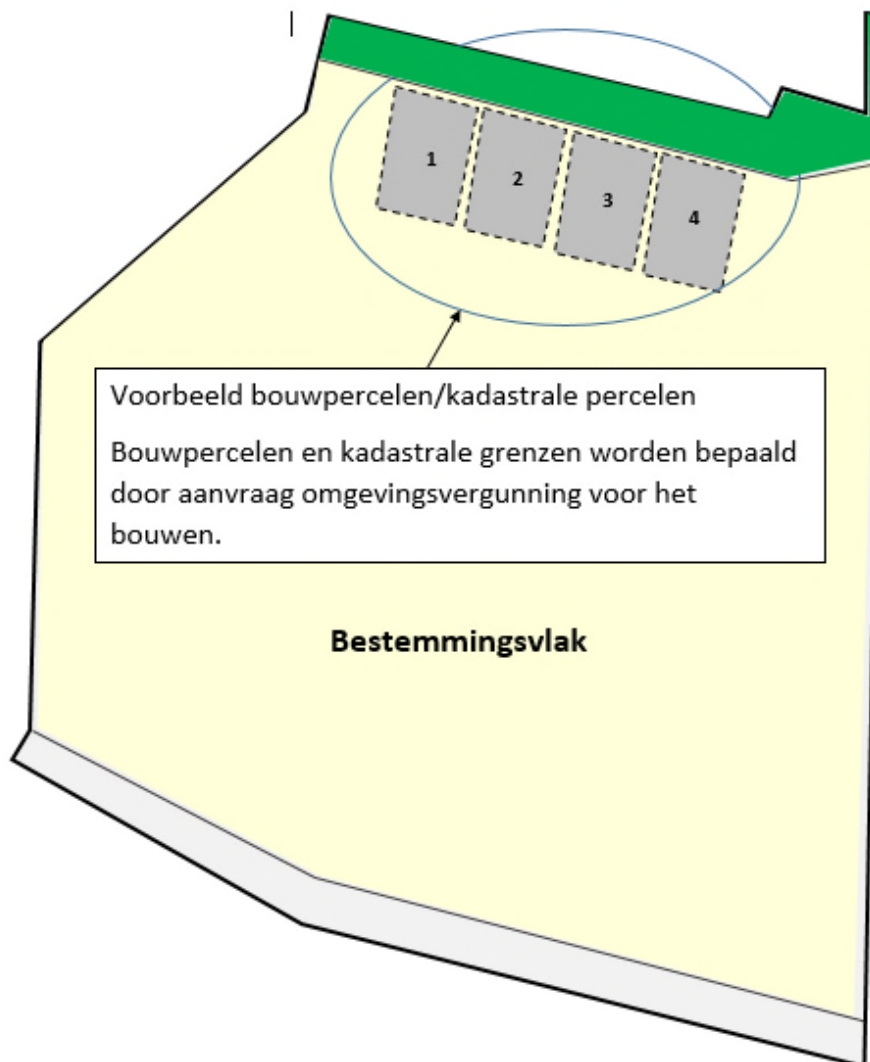 1
2
3
4
Voorbeeld bouwpercelen/kadastrale percelen
Bouwpercelen en kadastrale grenzen worden bepaald
door aanvraag omgevingsvergunning voor het
bouwen.
Bestemmingsvlak